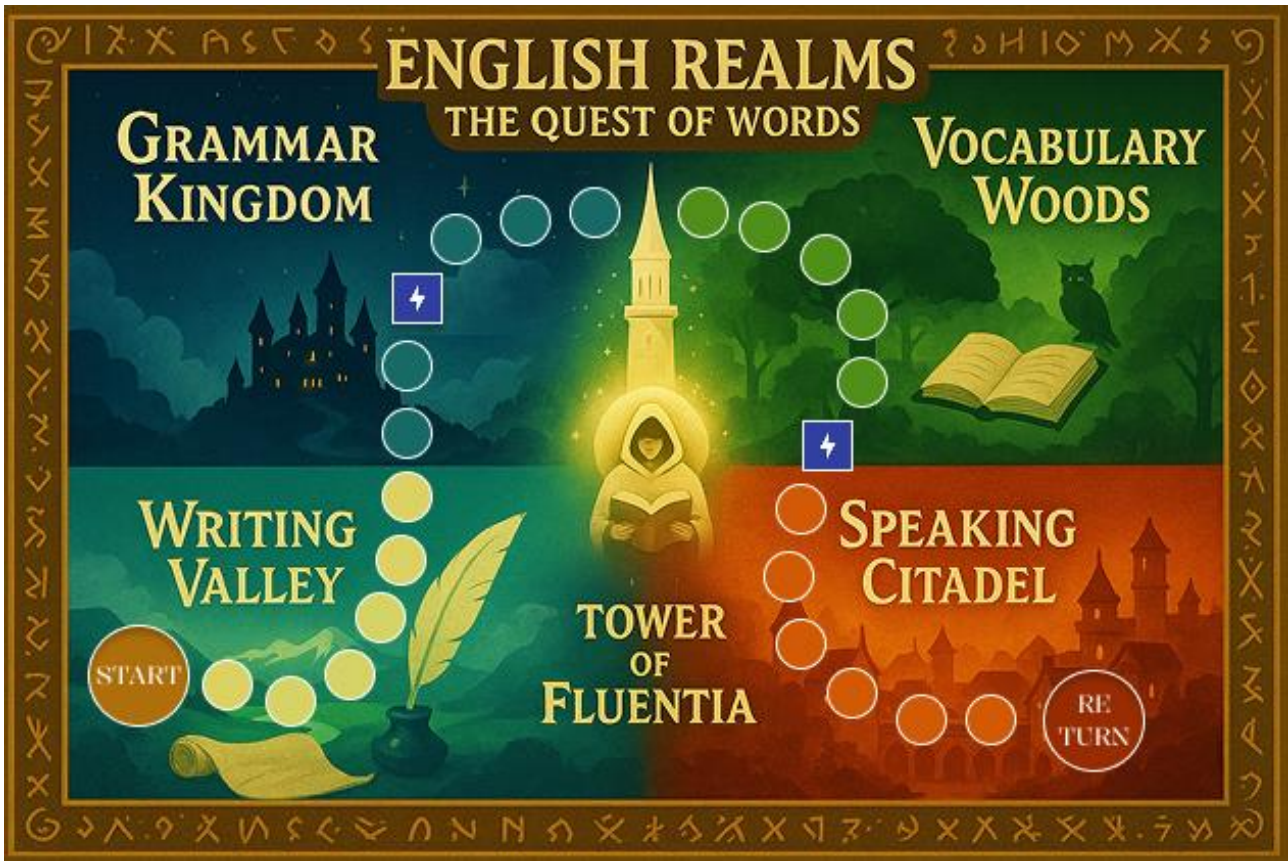 ENGLISH REALMS
THE QUEST OF WORDS
GRAMMAR
KINGDOM
VOCABULARY
WOODS
WRITING
VALLEY
SPEAKING
CITADEL
START
TOWER
OF
FLUENTIA
RE
TURN